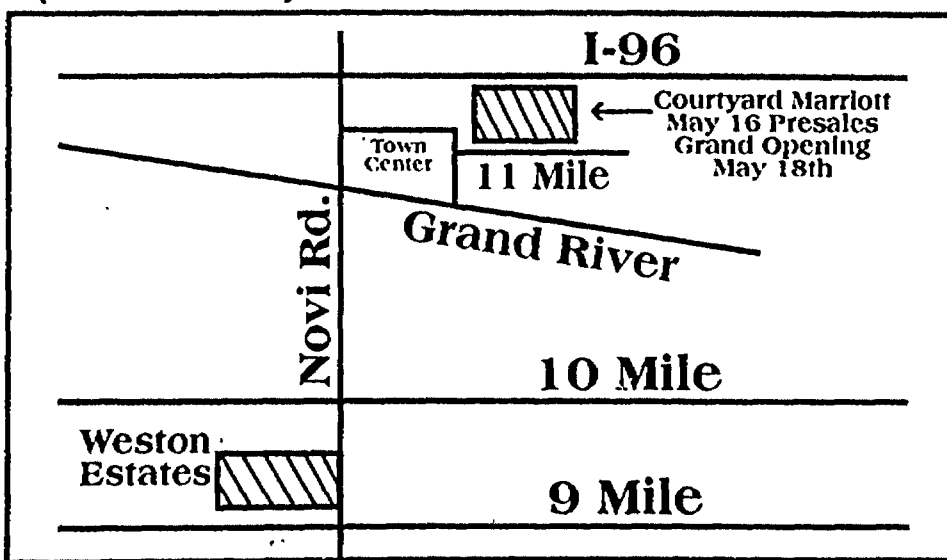 I-96
Courtyard Marriott
May 16 Presales
Grand Opening
May 18th
Town
Center
11 Mile
Grand River
Novi Rd.
10 Mile
Weston
Estates
9 Mile